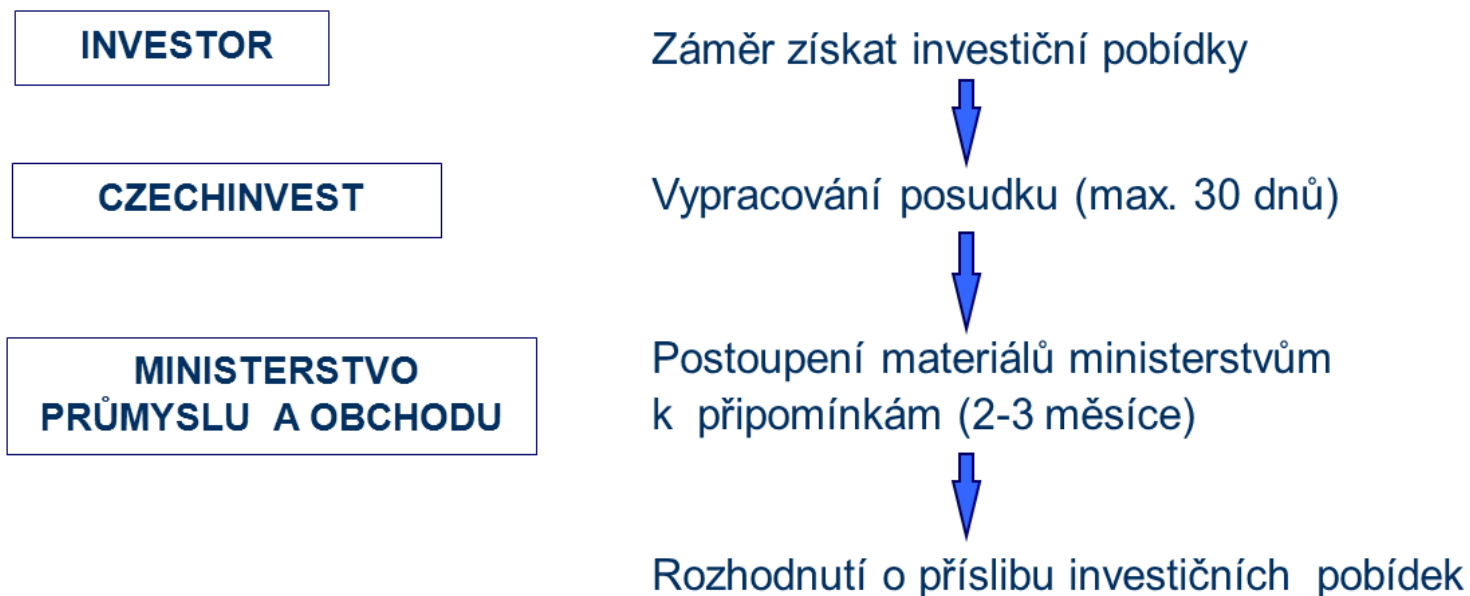 INVESTOR
Záměr získat investiční pobídky
CZECHINVEST
Vypracování posudku (max. 30 dnů)
MINISTERSTVO
PRŮMYSLU A OBCHODU
Postoupení materiálů ministerstvům
k připomínkám (2-3 měsíce)
Rozhodnutí o příslibu investičních pobídek